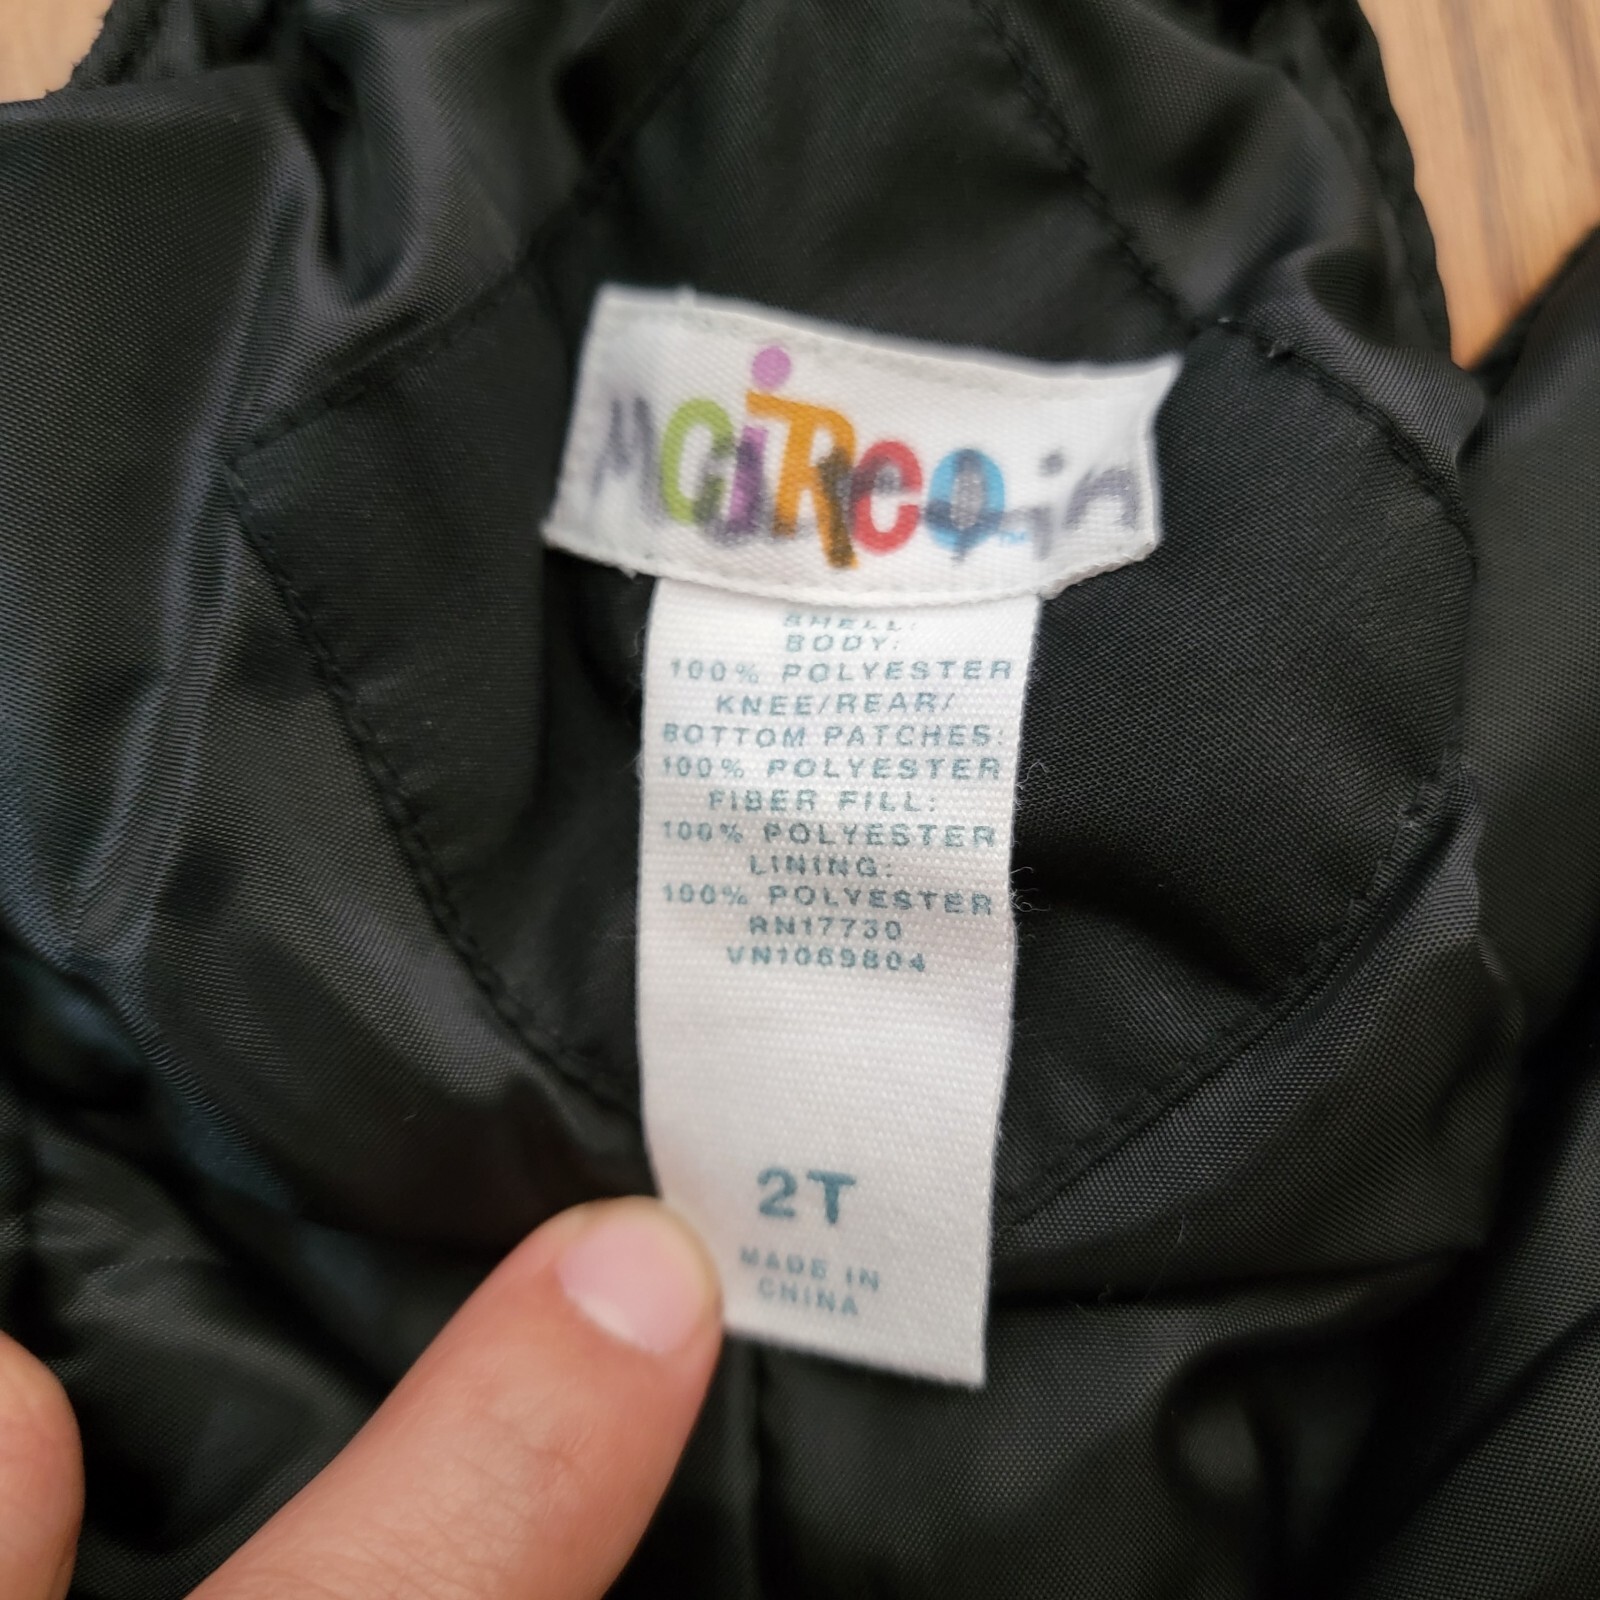 CiRCO
SHELL:
BODY:
100% POLYESTER
KNEE/REAR/
BOTTOM PATCHES:
100% POLYESTER
FIBER FILL:
100% POLYESTER
LINING:
100% POLYESTER
RN17730
VN1069804
2T
MADE IN
CHINA